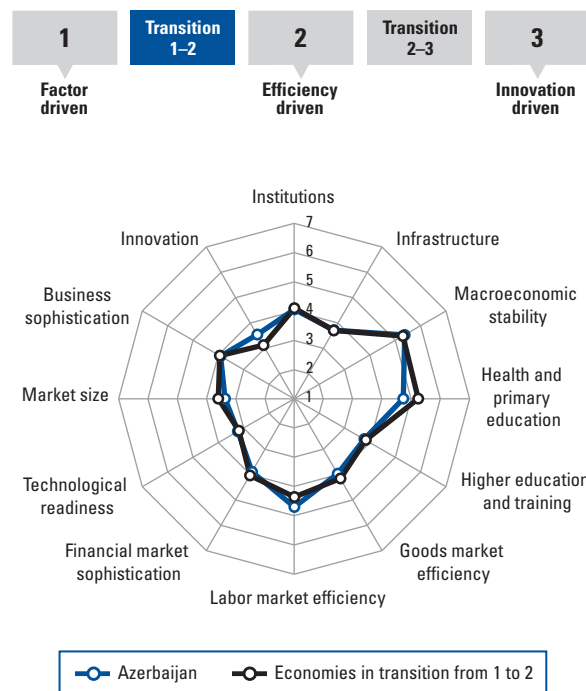 1
Transition
1–2
2
Transition
2–3
3
Factor
driven
Efficiency
driven
Innovation
driven
Institutions
7
6
5
4
3
2
1
Infrastructure
Macroeconomic
stability
Health and
primary
education
Higher education
and training
Goods market
efficiency
Labor market efficiency
Financial market
sophistication
Technological
readiness
Market size
Business
sophistication
Innovation
Azerbaijan
Economies in transition from 1 to 2